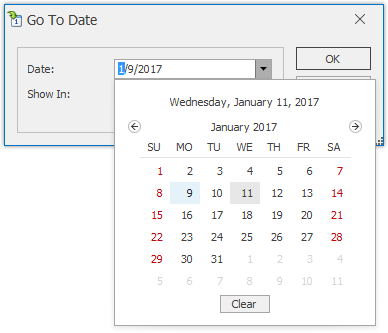 Go To Date
Date: 1/9/2017 OK
Show In:
Wednesday, January 11, 2017
January 2017
SU MO TU WE TH FR SA
1 2 3 4 5 6 7
8 9 10 11 12 13 14
15 16 17 18 19 20 21
22 23 24 25 26 27 28
29 30 31 1 2 3 4
5 6 7 8 9 10 11
Clear